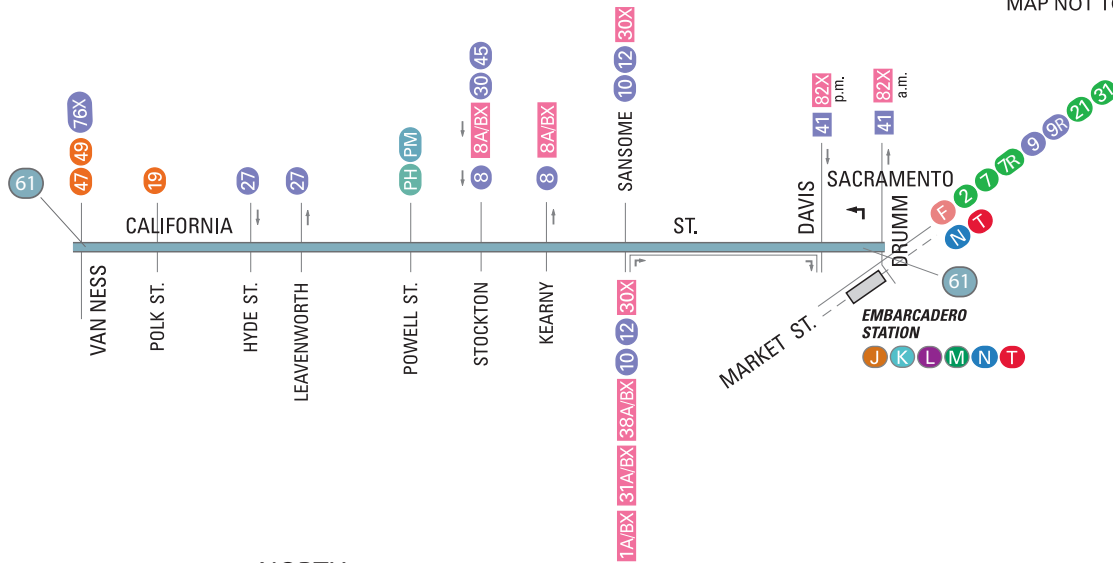 MAP NOT TO
47 49 76X
19
27
27
PH PM
8 8A/BX 30 45
8 8A/BX
10 12 30X
41 82X
p.m.
41 82X
a.m.
F 2 7 7R 9 9R 21 31
N T
61
CALIFORNIA ST.
SACRAMENTO
VAN NESS
POLK ST.
HYDE ST.
LEAVENWORTH
POWELL ST.
STOCKTON
KEARNY
SANSOME
DAVIS
DRUMM
61
1A/BX 31A/BX 38A/BX 10 12 30X
MARKET ST.
EMBARCADERO
STATION
J K L M N T